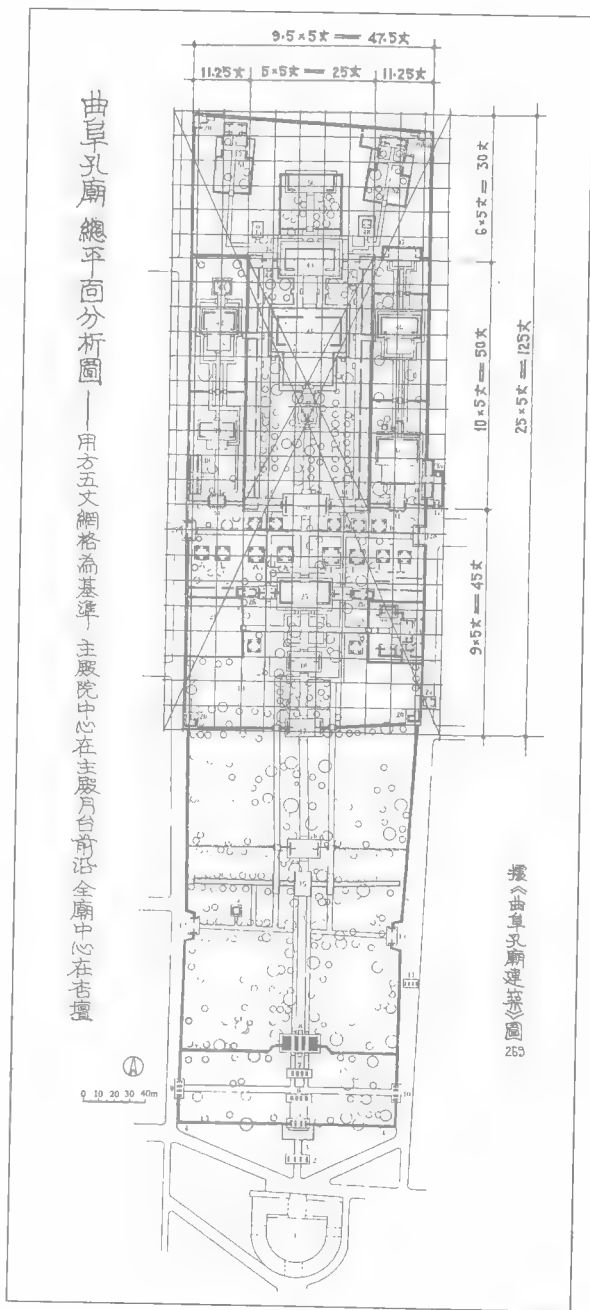 9.5×5丈 == 47.5丈
11.25丈 5×5丈 == 25丈 11.25丈
6×5丈 == 30丈
10×5丈 == 50丈
25×5丈 == 125丈
9×5丈 == 45丈
曲阜孔廟總平面分析圖——用方五丈網格為基準 主殿院中心在主殿月台前沿 全廟中心在杏壇
據《曲阜孔廟建築》圖269
0 10 20 30 40m